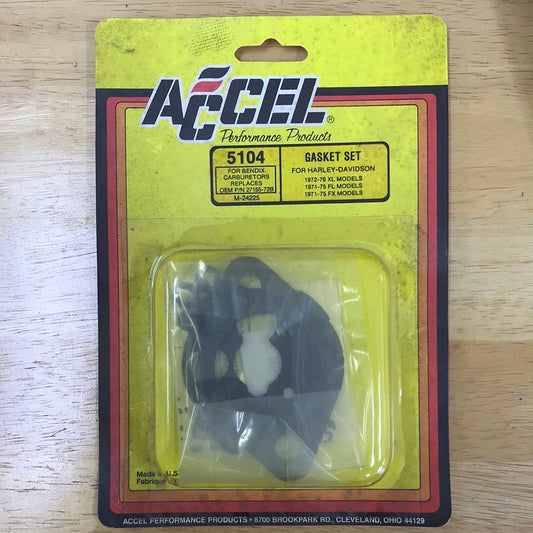 ACCEL®
Performance Products
5104
FOR BENDIX
CARBURETORS
REPLACES
OEM P/N 27155-72B
M-24225
GASKET SET
FOR HARLEY-DAVIDSON
1972-76 XL MODELS
1971-75 FL MODELS
1971-75 FX MODELS
Made
Fabriqué
ACCEL PERFORMANCE PRODUCTS • 8700 BROOKPARK RD., CLEVELAND, OHIO 44129